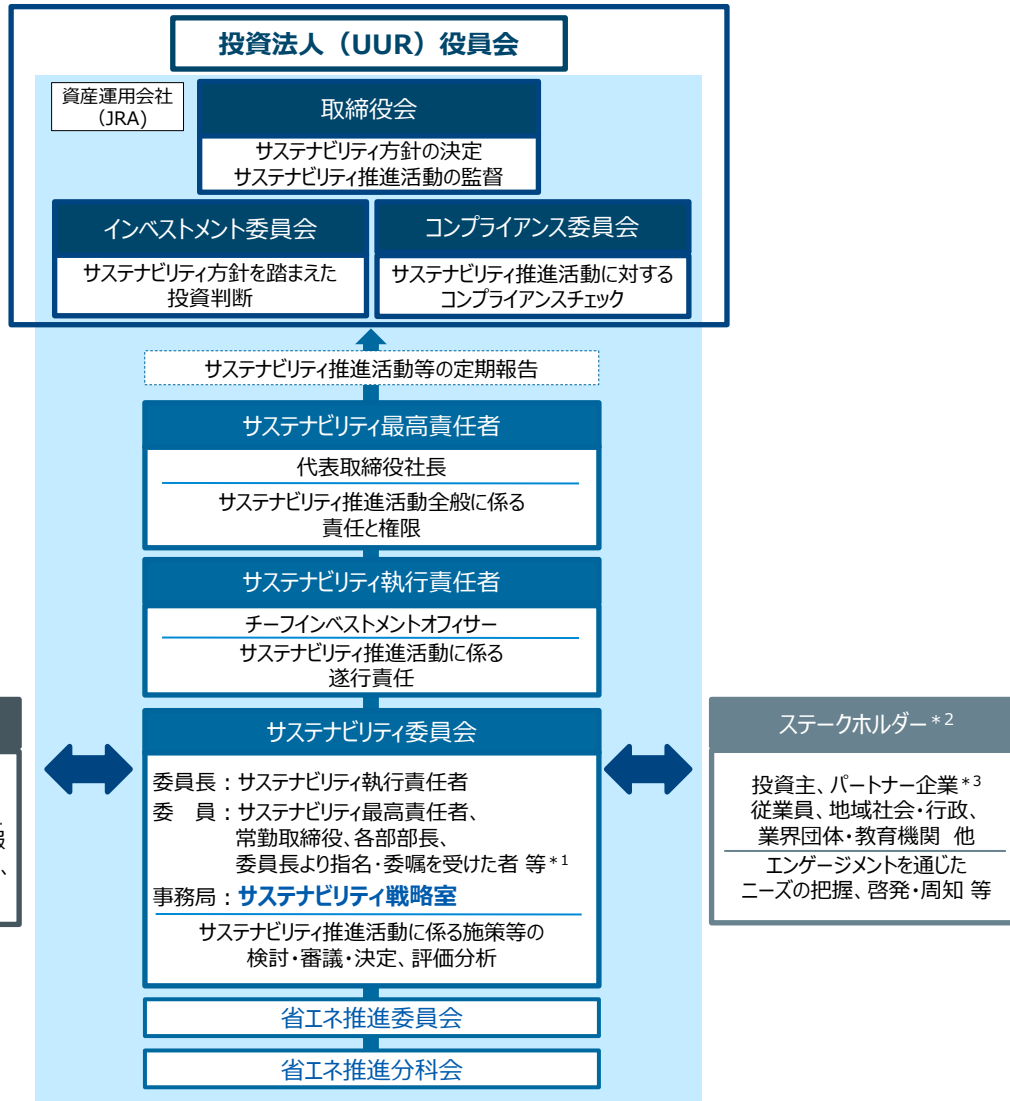 投資法人（UUR）役員会
資産運用会社
(JRA)
取締役会
サステナビリティ方針の決定
サステナビリティ推進活動の監督
インベストメント委員会
サステナビリティ方針を踏まえた
投資判断
コンプライアンス委員会
サステナビリティ推進活動に対する
コンプライアンスチェック
サステナビリティ推進活動等の定期報告
サステナビリティ最高責任者
代表取締役社長
サステナビリティ推進活動全般に係る
責任と権限
サステナビリティ執行責任者
チーフインベストメントオフィサー
サステナビリティ推進活動に係る
遂行責任
サステナビリティ委員会
委員長：サステナビリティ執行責任者
委　員：サステナビリティ最高責任者、
常勤取締役、各部部長、
委員長より指名・委嘱を受けた者 等*1
事務局：サステナビリティ戦略室
サステナビリティ推進活動に係る施策等の
検討・審議・決定、評価分析
省エネ推進委員会
省エネ推進分科会
ステークホルダー*2
投資主、パートナー企業*3
従業員、地域社会・行政、
業界団体・教育機関 他
エンゲージメントを通じた
ニーズの把握、啓発・周知 等